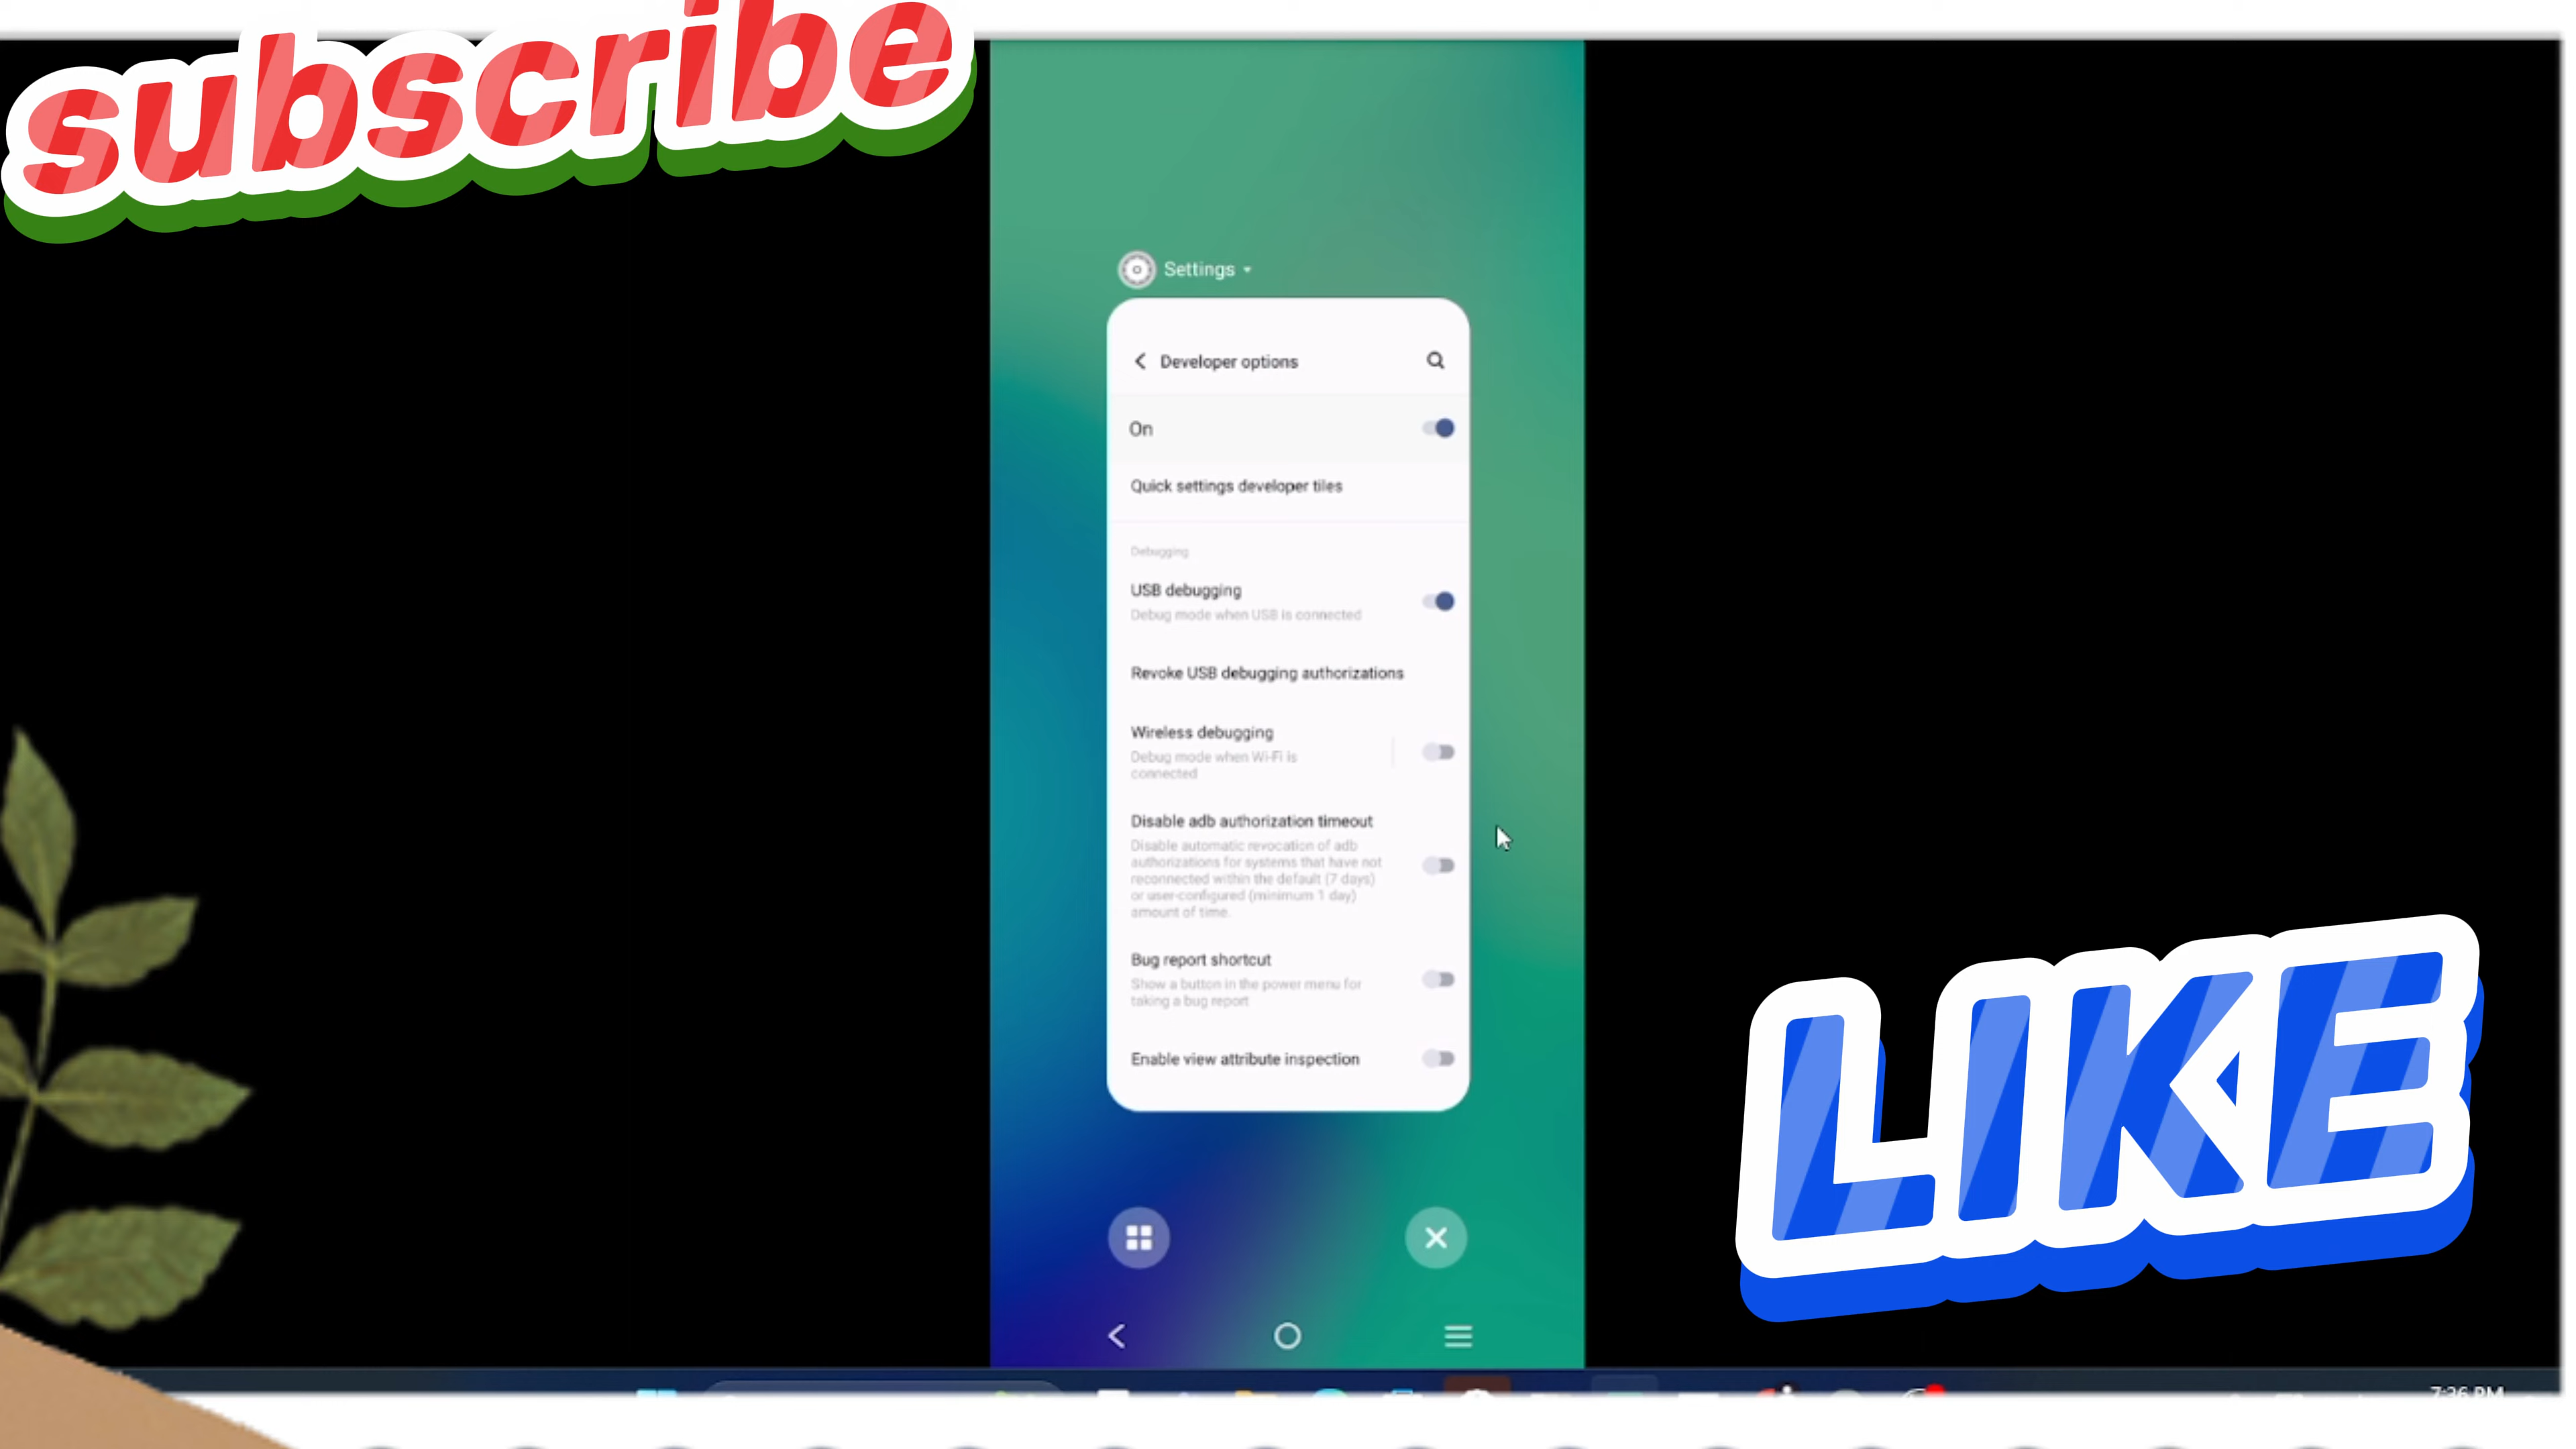 subscribe
Settings
Developer options
On
Quick settings developer tiles
Debugging
USB debugging
Debug mode when USB is connected
Revoke USB debugging authorizations
Wireless debugging
Debug mode when Wi-Fi is
connected
Disable adb authorization timeout
Disable automatic revocation of adb
authorizations for systems that have not
reconnected within the default (7 days)
or user-configured (minimum 1 day)
amount of time.
Bug report shortcut
Show a button in the power menu for
taking a bug report
Enable view attribute inspection
LIKE
7:36 PM